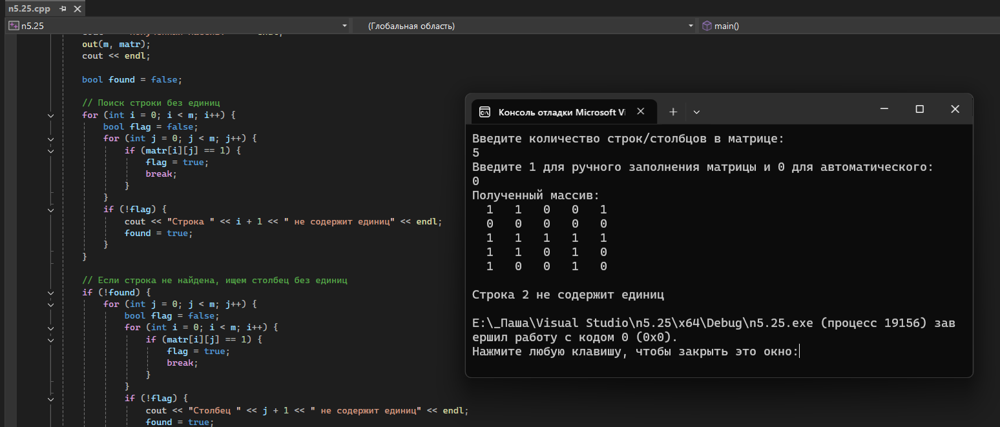 n5.25.cpp
n5.25 (Глобальная область) main()
out(m, matr);
cout << endl;
bool found = false;
// Поиск строки без единиц
for (int i = 0; i < m; i++) {
bool flag = false;
for (int j = 0; j < m; j++) {
if (matr[i][j] == 1) {
flag = true;
break;
}
}
if (!flag) {
cout << "Строка " << i + 1 << " не содержит единиц" << endl;
found = true;
}
}
// Если строка не найдена, ищем столбец без единиц
if (!found) {
for (int j = 0; j < m; j++) {
bool flag = false;
for (int i = 0; i < m; i++) {
if (matr[i][j] == 1) {
flag = true;
break;
}
}
if (!flag) {
cout << "Столбец " << j + 1 << " не содержит единиц" << endl;
found = true;
Консоль отладки Microsoft Vi
Введите количество строк/столбцов в матрице:
5
Введите 1 для ручного заполнения матрицы и 0 для автоматического:
0
Полученный массив:
1 1 0 0 1
0 0 0 0 0
1 1 1 1 1
1 1 0 1 0
1 0 0 1 0
Строка 2 не содержит единиц
E:\_Паша\Visual Studio\n5.25\x64\Debug\n5.25.exe (процесс 19156) зав
ершил работу с кодом 0 (0x0).
Нажмите любую клавишу, чтобы закрыть это окно: